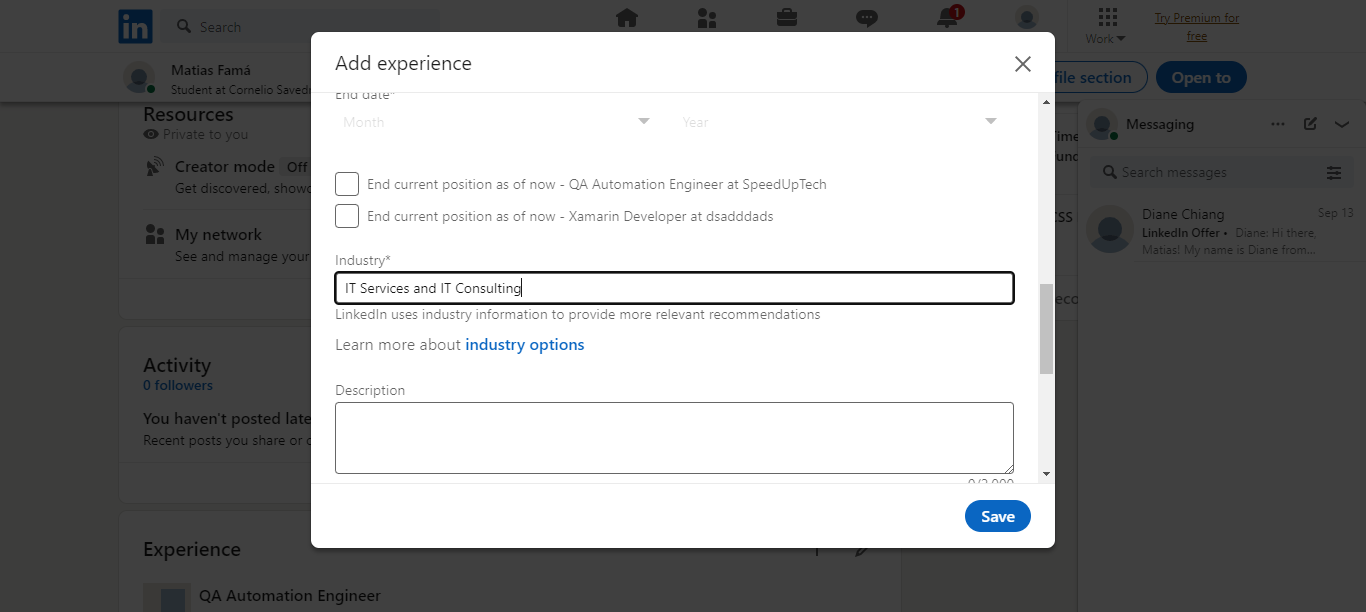 in
Search
1
Work
Try Premium for
free
Matias Famá
Student at Cornelio Saved
file section
Open to
Add experience
End date*
Month
Year
End current position as of now - QA Automation Engineer at SpeedUpTech
End current position as of now - Xamarin Developer at dsadddads
Industry*
IT Services and IT Consulting
LinkedIn uses industry information to provide more relevant recommendations
Learn more about industry options
Description
0/2,000
Save
Resources
Private to you
Creator mode Off
Get discovered, showc
My network
See and manage your
Activity
0 followers
You haven't posted late
Recent posts you share or c
Experience
QA Automation Engineer
Messaging
Search messages
Diane Chiang
Sep 13
LinkedIn Offer • Diane: Hi there,
Matias! My name is Diane from...